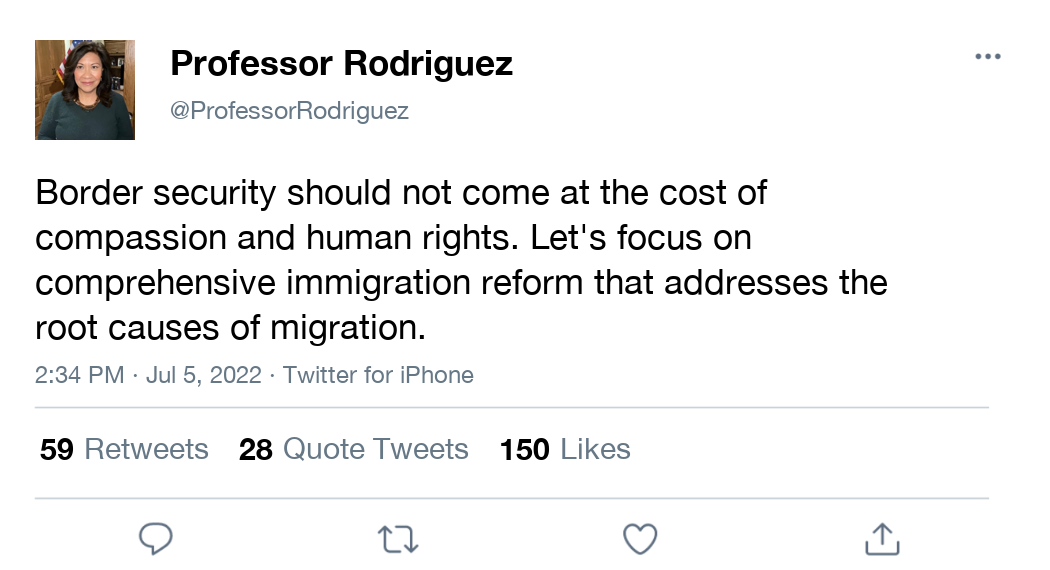 Professor Rodriguez
@ProfessorRodriguez
Border security should not come at the cost of
compassion and human rights. Let's focus on
comprehensive immigration reform that addresses the
root causes of migration.
2:34 PM · Jul 5, 2022 · Twitter for iPhone
59 Retweets 28 Quote Tweets 150 Likes